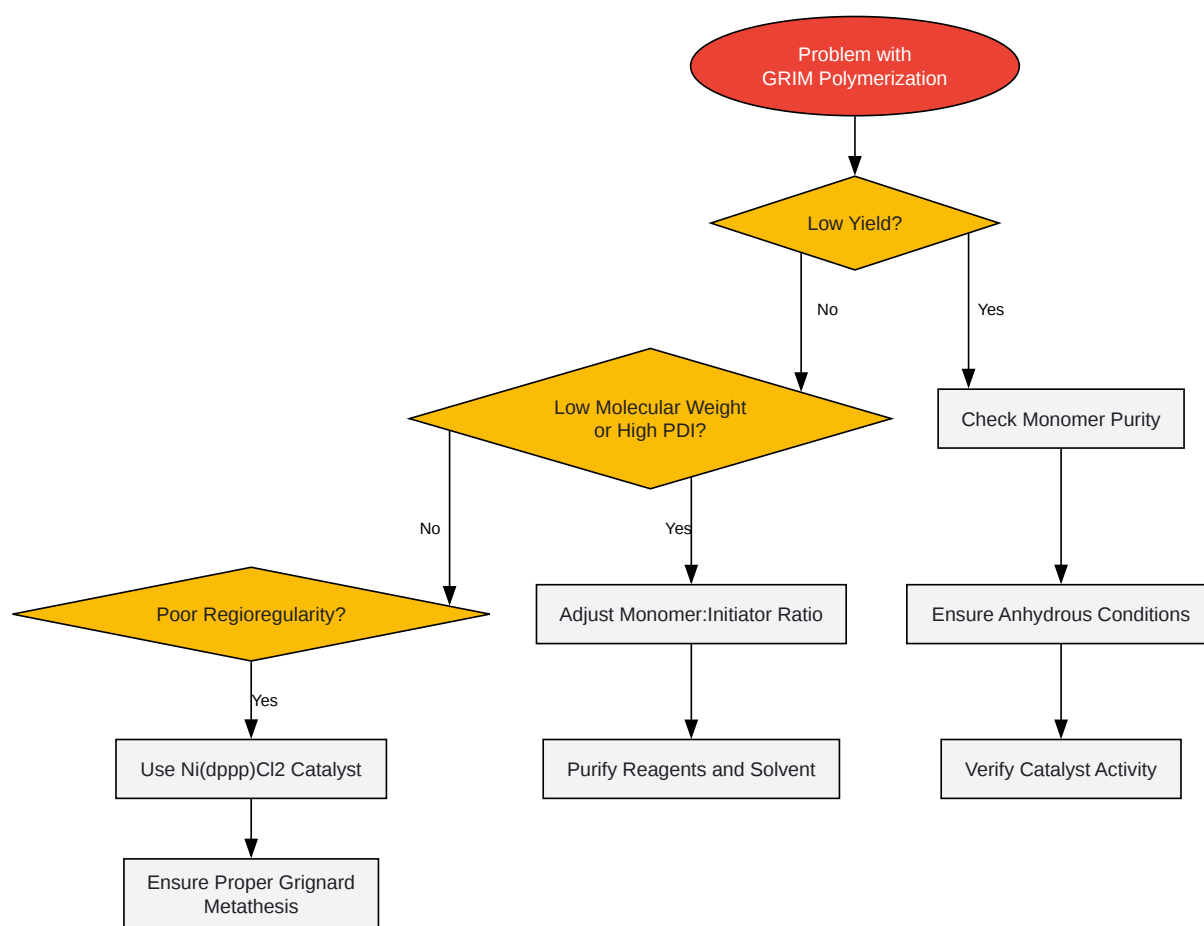 Problem with
GRIM Polymerization
Low Yield?
No
Yes
Low Molecular Weight
or High PDI?
Check Monomer Purity
No
Yes
Poor Regioregularity?
Adjust Monomer:Initiator Ratio
Ensure Anhydrous Conditions
Yes
Use Ni(dppp)Cl2 Catalyst
Purify Reagents and Solvent
Verify Catalyst Activity
Ensure Proper Grignard
Metathesis